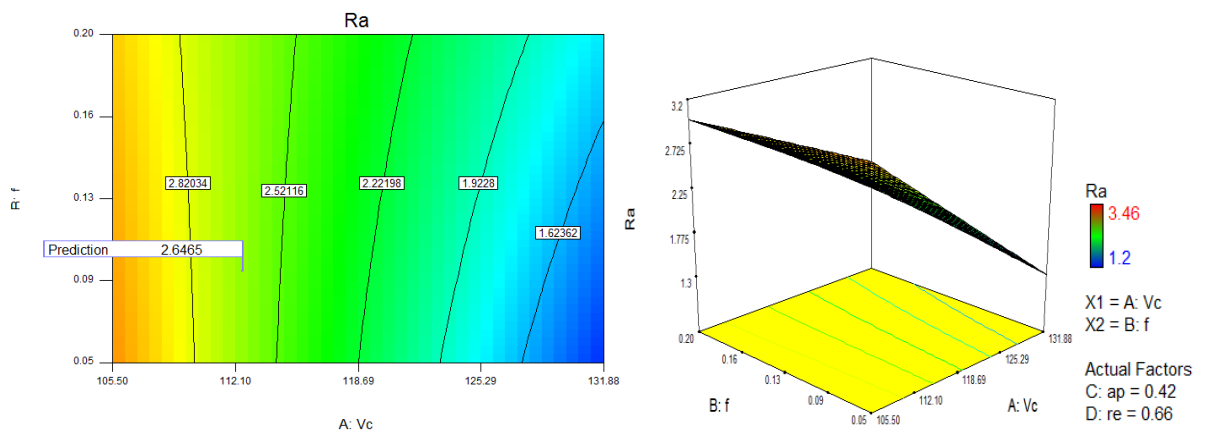 Ra
0.20
0.16
0.13
0.09
0.05
2.82034
2.52116
2.22198
1.9228
1.62362
Prediction 2.6465
105.50
112.10
118.69
125.29
131.88
A: Vc
3.2
2.725
2.25
1.775
1.3
Ra
0.20
0.16
0.13
0.09
0.05
B: f
131.88
125.29
118.69
112.10
105.50
A: Vc
Ra
3.46
1.2
X1 = A: Vc
X2 = B: f
Actual Factors
C: ap = 0.42
D: re = 0.66